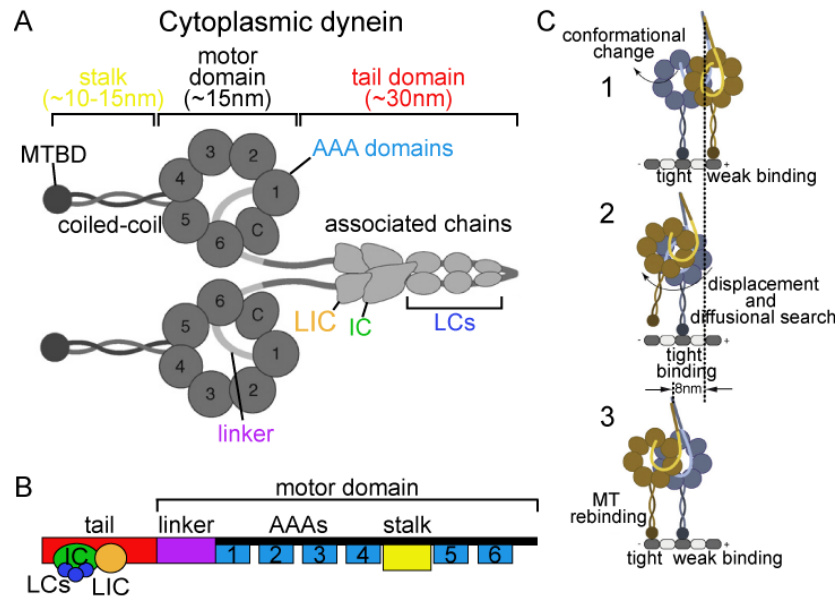 A
Cytoplasmic dynein
stalk
(~10-15nm)
motor
domain
(~15nm)
tail domain
(~30nm)
MTBD
coiled-coil
AAA domains
3 2
4 1
5 6 C
associated chains
LIC IC LCs
6 C
5 1
4 3 2
linker
B
motor domain
tail linker AAAs stalk
IC
1 2 3 4 5 6
LCs LIC
C
conformational
change
1
- +
tight weak binding
2
displacement
and
diffusional search
- +
tight
binding
8nm
3
MT
rebinding
- +
tight weak binding